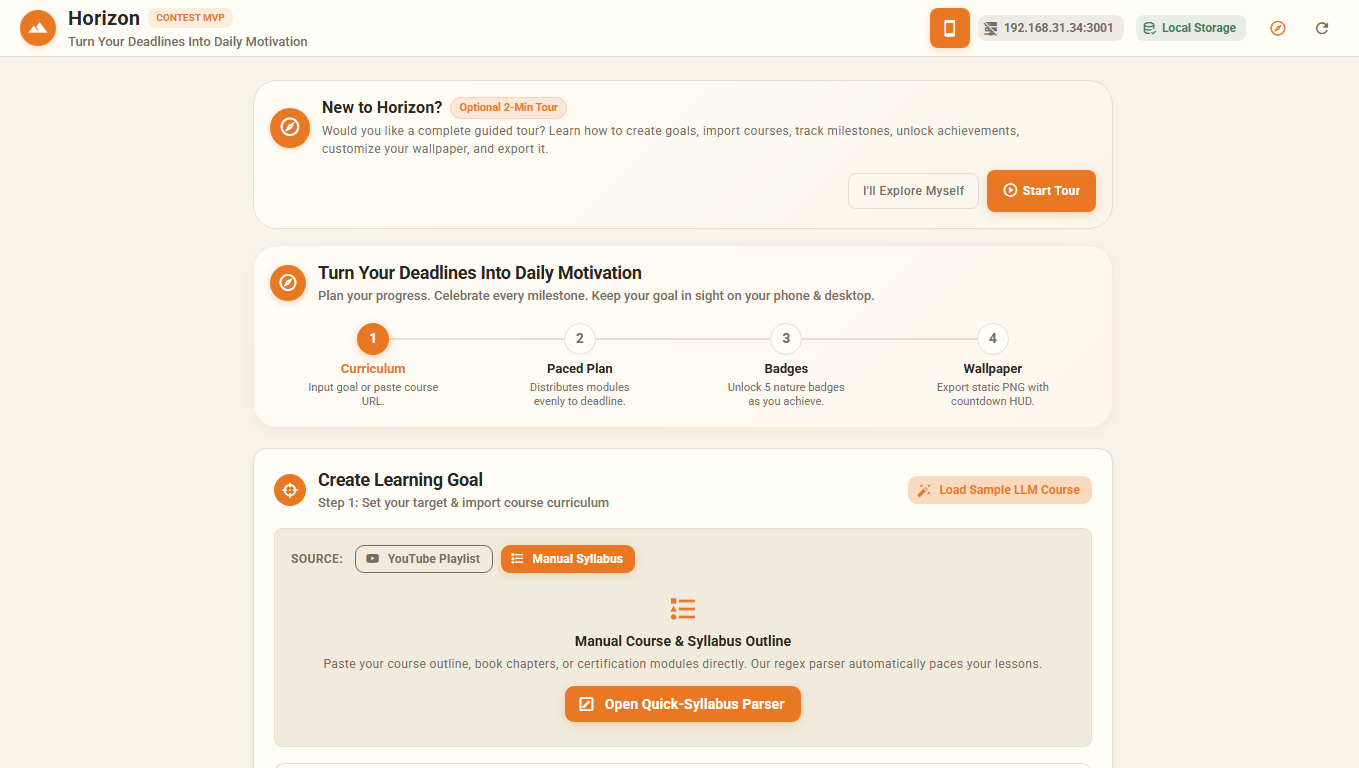 Horizon CONTEST MVP
Turn Your Deadlines Into Daily Motivation
192.168.31.34:3001
Local Storage
New to Horizon? Optional 2-Min Tour
Would you like a complete guided tour? Learn how to create goals, import courses, track milestones, unlock achievements,
customize your wallpaper, and export it.
I'll Explore Myself
Start Tour
Turn Your Deadlines Into Daily Motivation
Plan your progress. Celebrate every milestone. Keep your goal in sight on your phone & desktop.
1
Curriculum
Input goal or paste course
URL.
2
Paced Plan
Distributes modules
evenly to deadline.
3
Badges
Unlock 5 nature badges
as you achieve.
4
Wallpaper
Export static PNG with
countdown HUD.
Create Learning Goal
Step 1: Set your target & import course curriculum
Load Sample LLM Course
SOURCE: YouTube Playlist Manual Syllabus
Manual Course & Syllabus Outline
Paste your course outline, book chapters, or certification modules directly. Our regex parser automatically paces your lessons.
Open Quick-Syllabus Parser